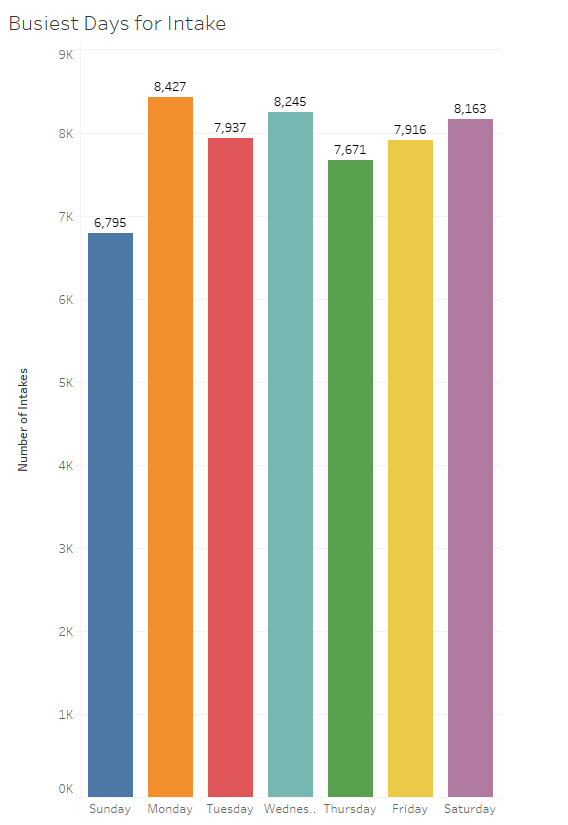 Busiest Days for Intake
9K
8,427
8,245
8,163
8K
7,937
7,671
7,916
7K
6,795
6K
5K
Number of Intakes
4K
3K
2K
1K
0K
Sunday Monday Tuesday Wednes.. Thursday Friday Saturday